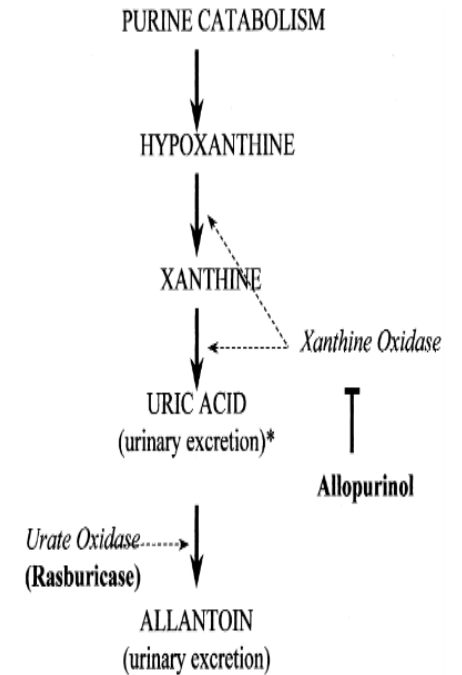 PURINE CATABOLISM
HYPOXANTHINE
XANTHINE
Xanthine Oxidase
URIC ACID
(urinary excretion)*
Allopurinol
Urate Oxidase
(Rasburicase)
ALLANTOIN
(urinary excretion)